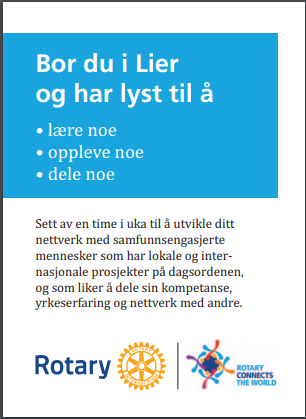 Bor du i Lier
og har lyst til å
• lære noe
• oppleve noe
• dele noe
Sett av en time i uka til å utvikle ditt
nettverk med samfunnsengasjerte
mennesker som har lokale og inter-
nasjonale prosjekter på dagsordenen,
og som liker å dele sin kompetanse,
yrkeserfaring og nettverk med andre.
Rotary
ROTARY
CONNECTS
THE WORLD